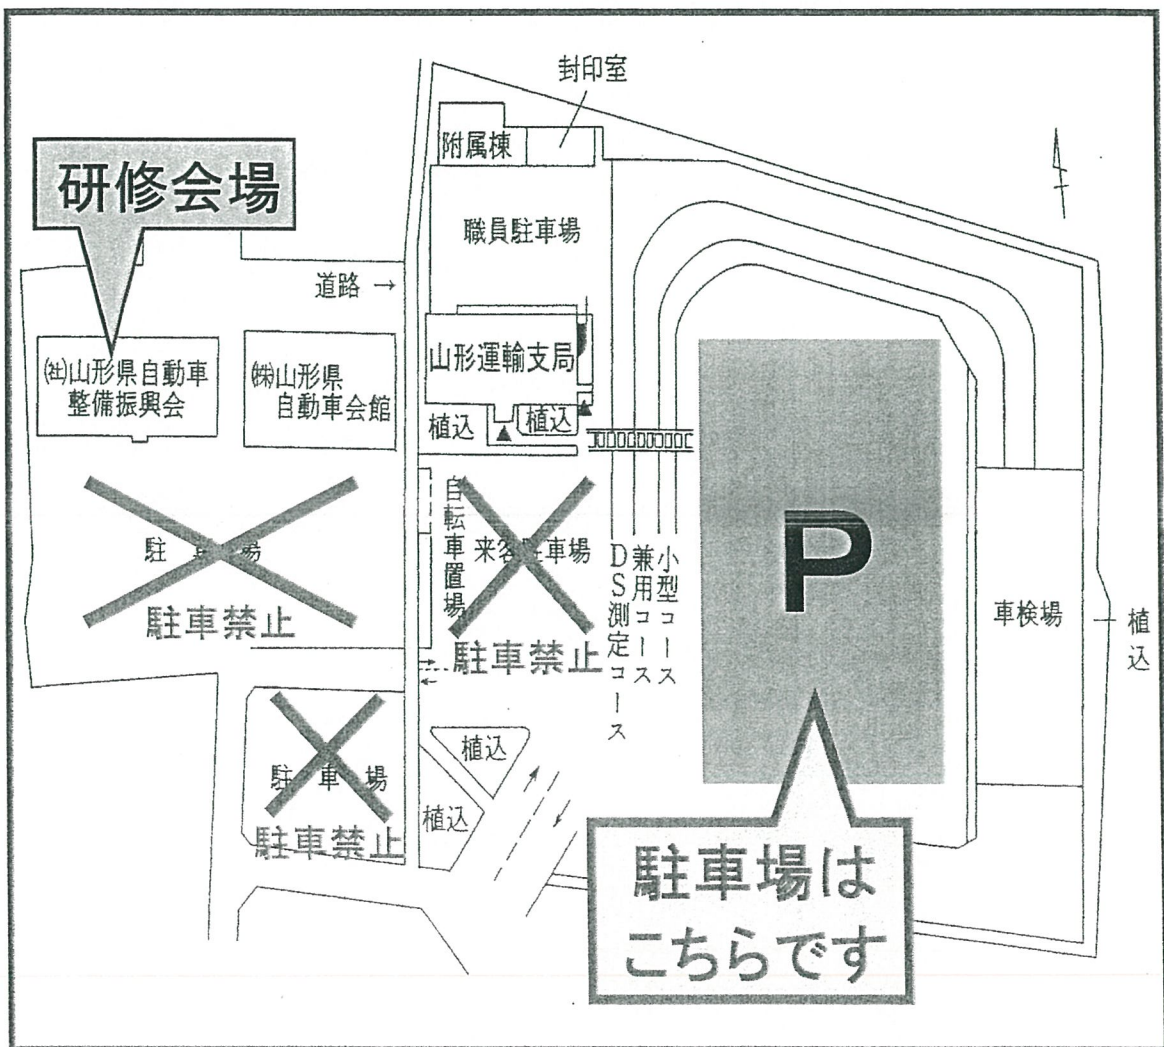 封印室
附属棟
研修会場
職員駐車場
道路 →
㈳山形県自動車
整備振興会
㈱山形県
自動車会館
山形運輸支局
植込
植込
自転車置場
駐車場
駐車禁止
来客駐車場
駐車禁止
DS測定コース
兼用コース
小型コース
P
車検場
植込
駐車場
駐車禁止
植込
植込
駐車場は
こちらです